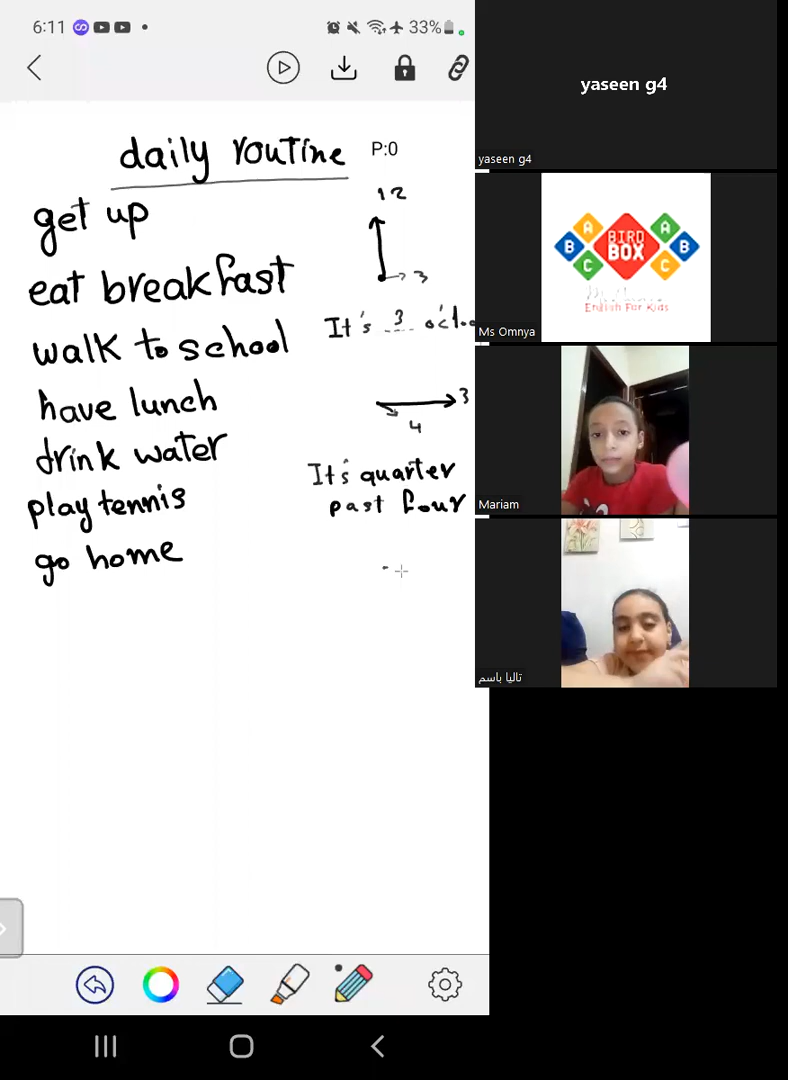 6:11
33%
daily routine
P:0
get up
eat breakfast
walk to school
have lunch
drink water
play tennis
go home
12
3
It's 3 o'cloc
3
4
It's quarter
past four
yaseen g4
yaseen g4
A
B
C
BIRD
BOX
A
B
C
English For Kids
Ms Omnya
Mariam
تاليا باسم